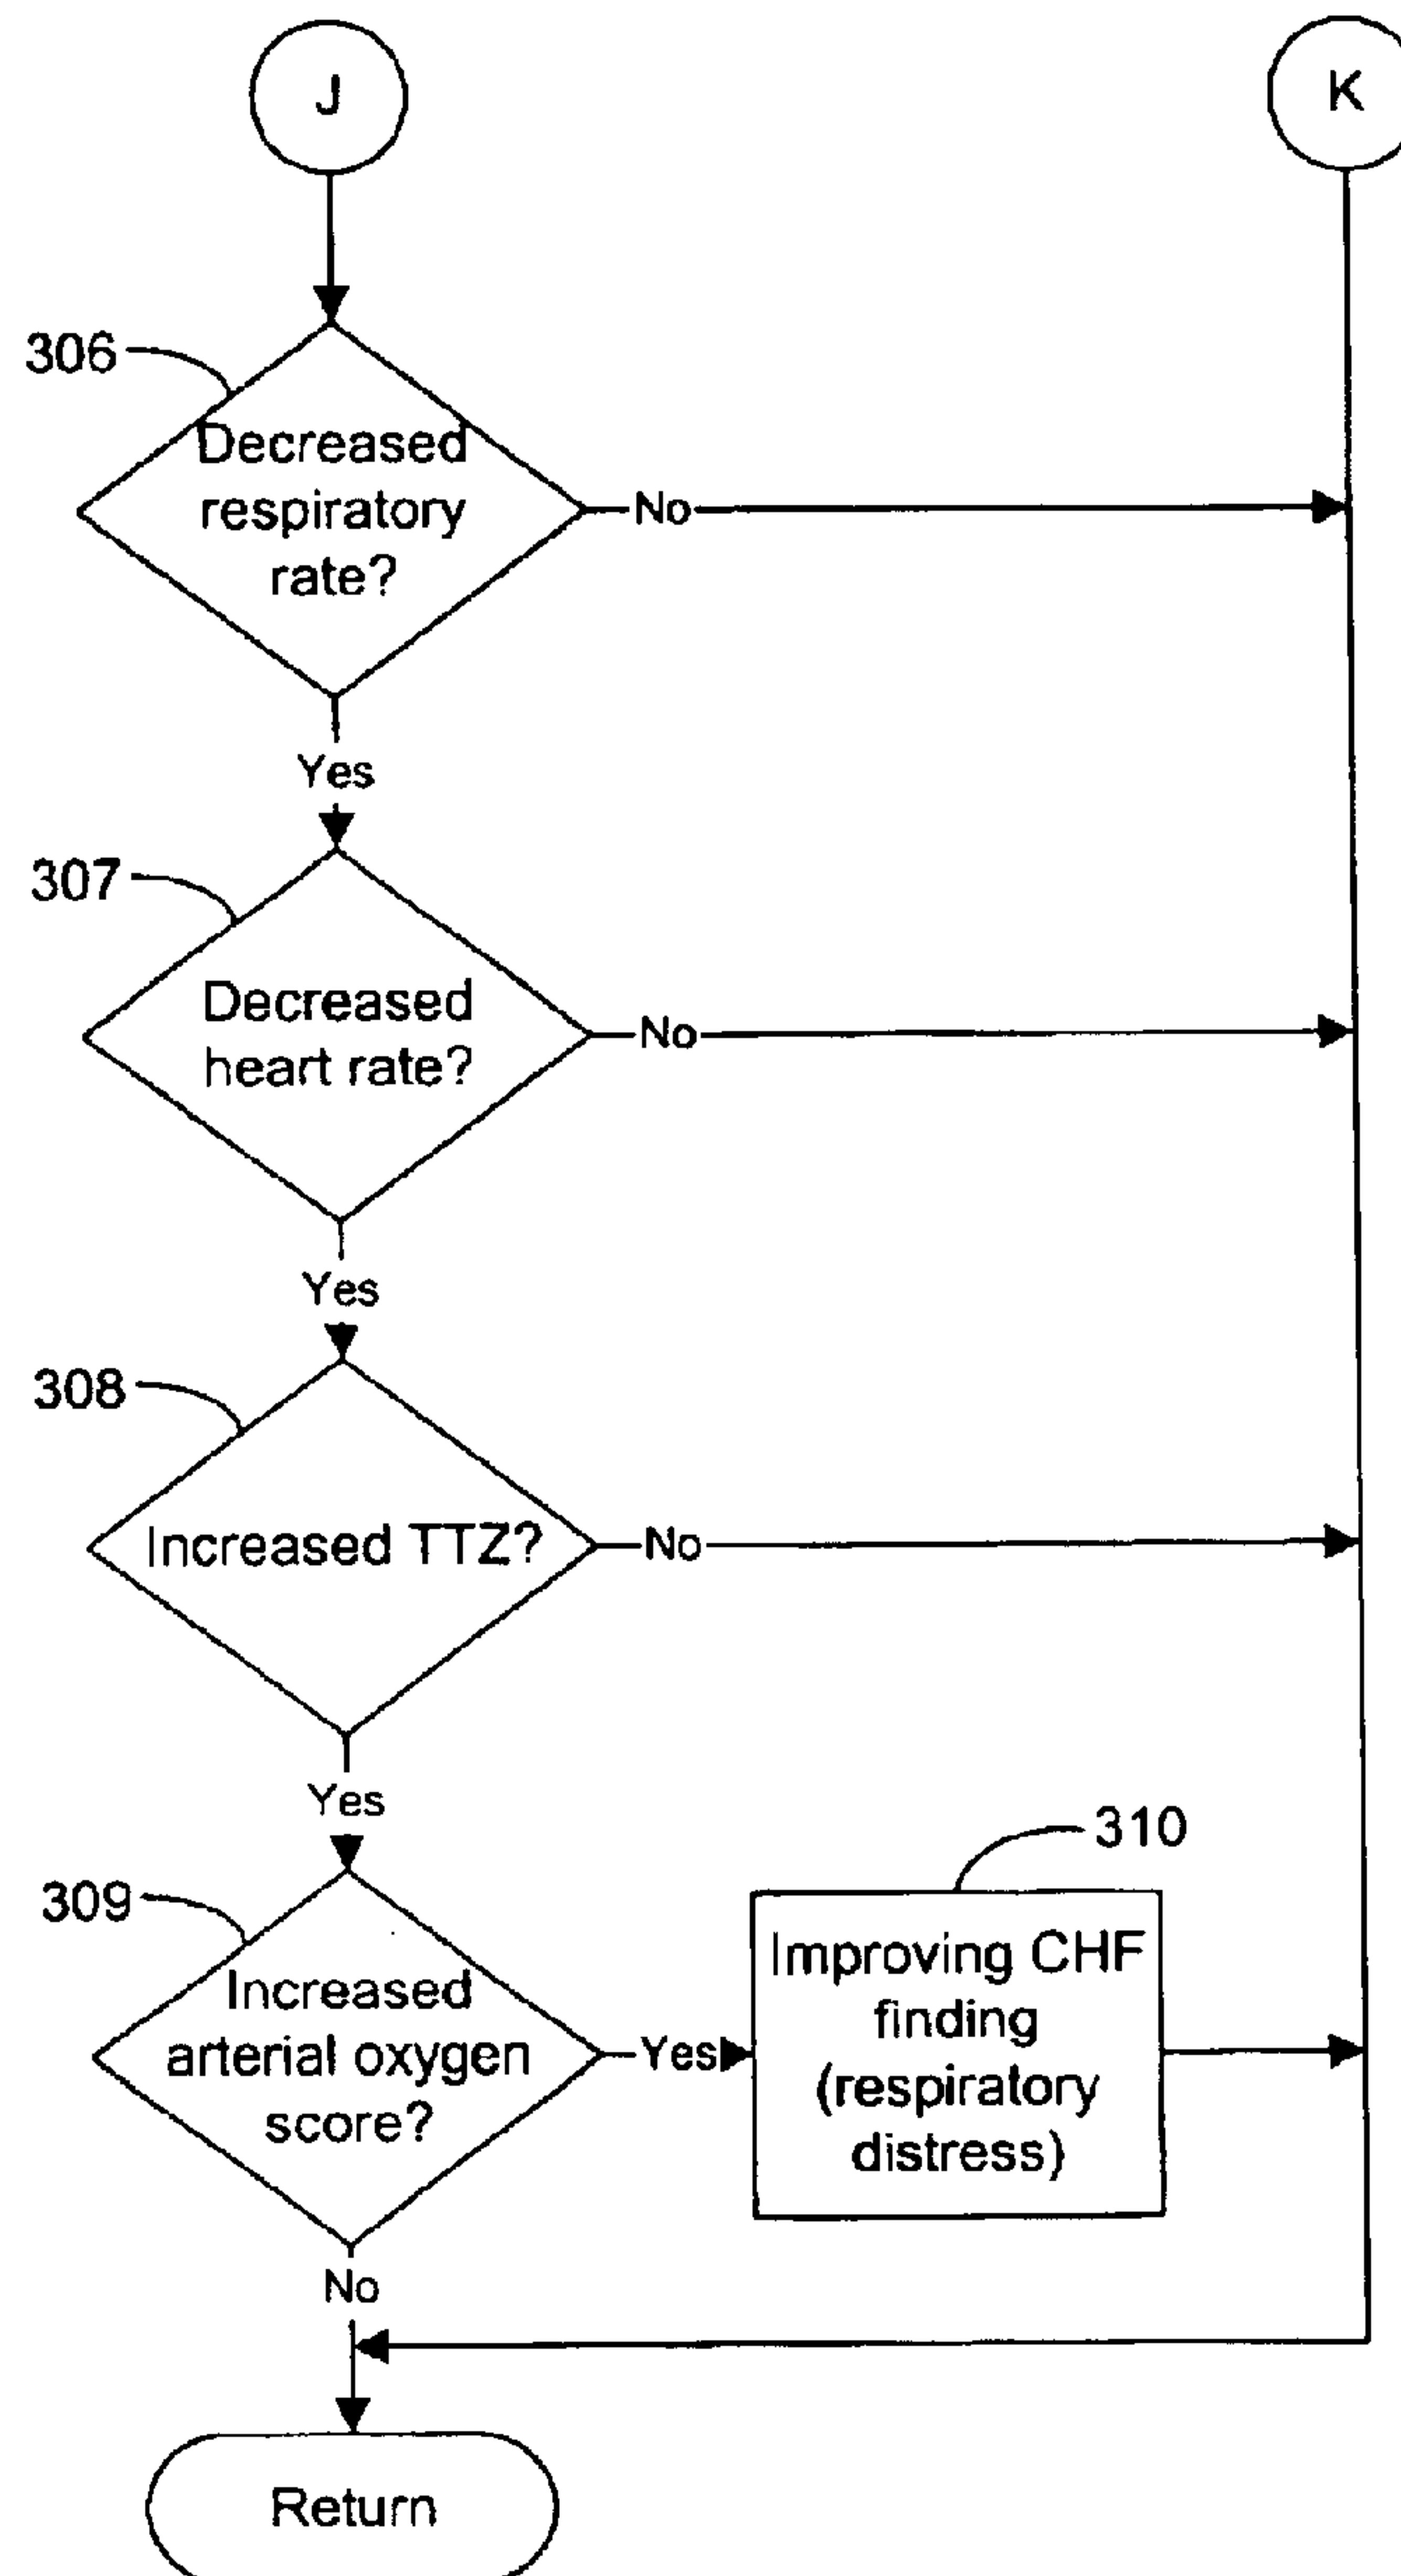 J
K
306
Decreased
respiratory
rate?
No
Yes
307
Decreased
heart rate?
No
Yes
308
Increased TTZ?
No
Yes
309
Increased
arterial oxygen
score?
Yes
310
Improving CHF
finding
(respiratory
distress)
No
Return